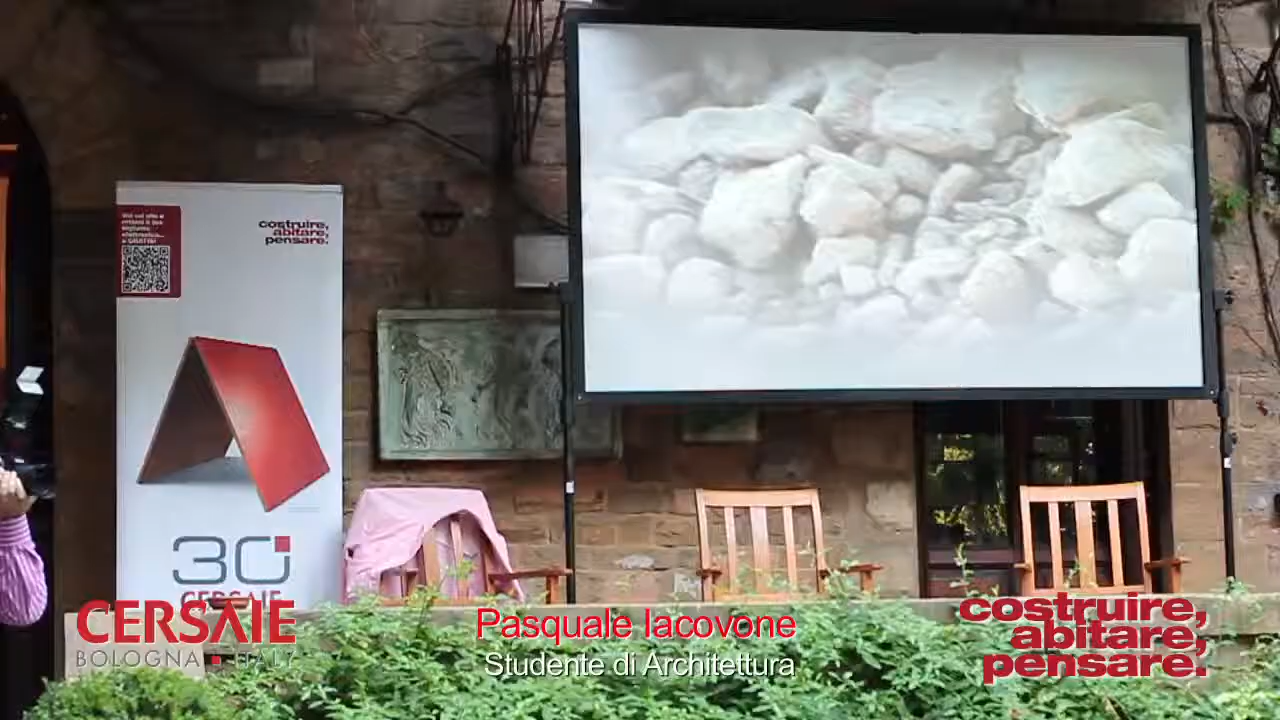 costruire,
abitare,
pensare.
30
CERSAIE
CERSAIE
BOLOGNA ITALY
Pasquale Iacovone
Studente di Architettura
costruire,
abitare,
pensare.